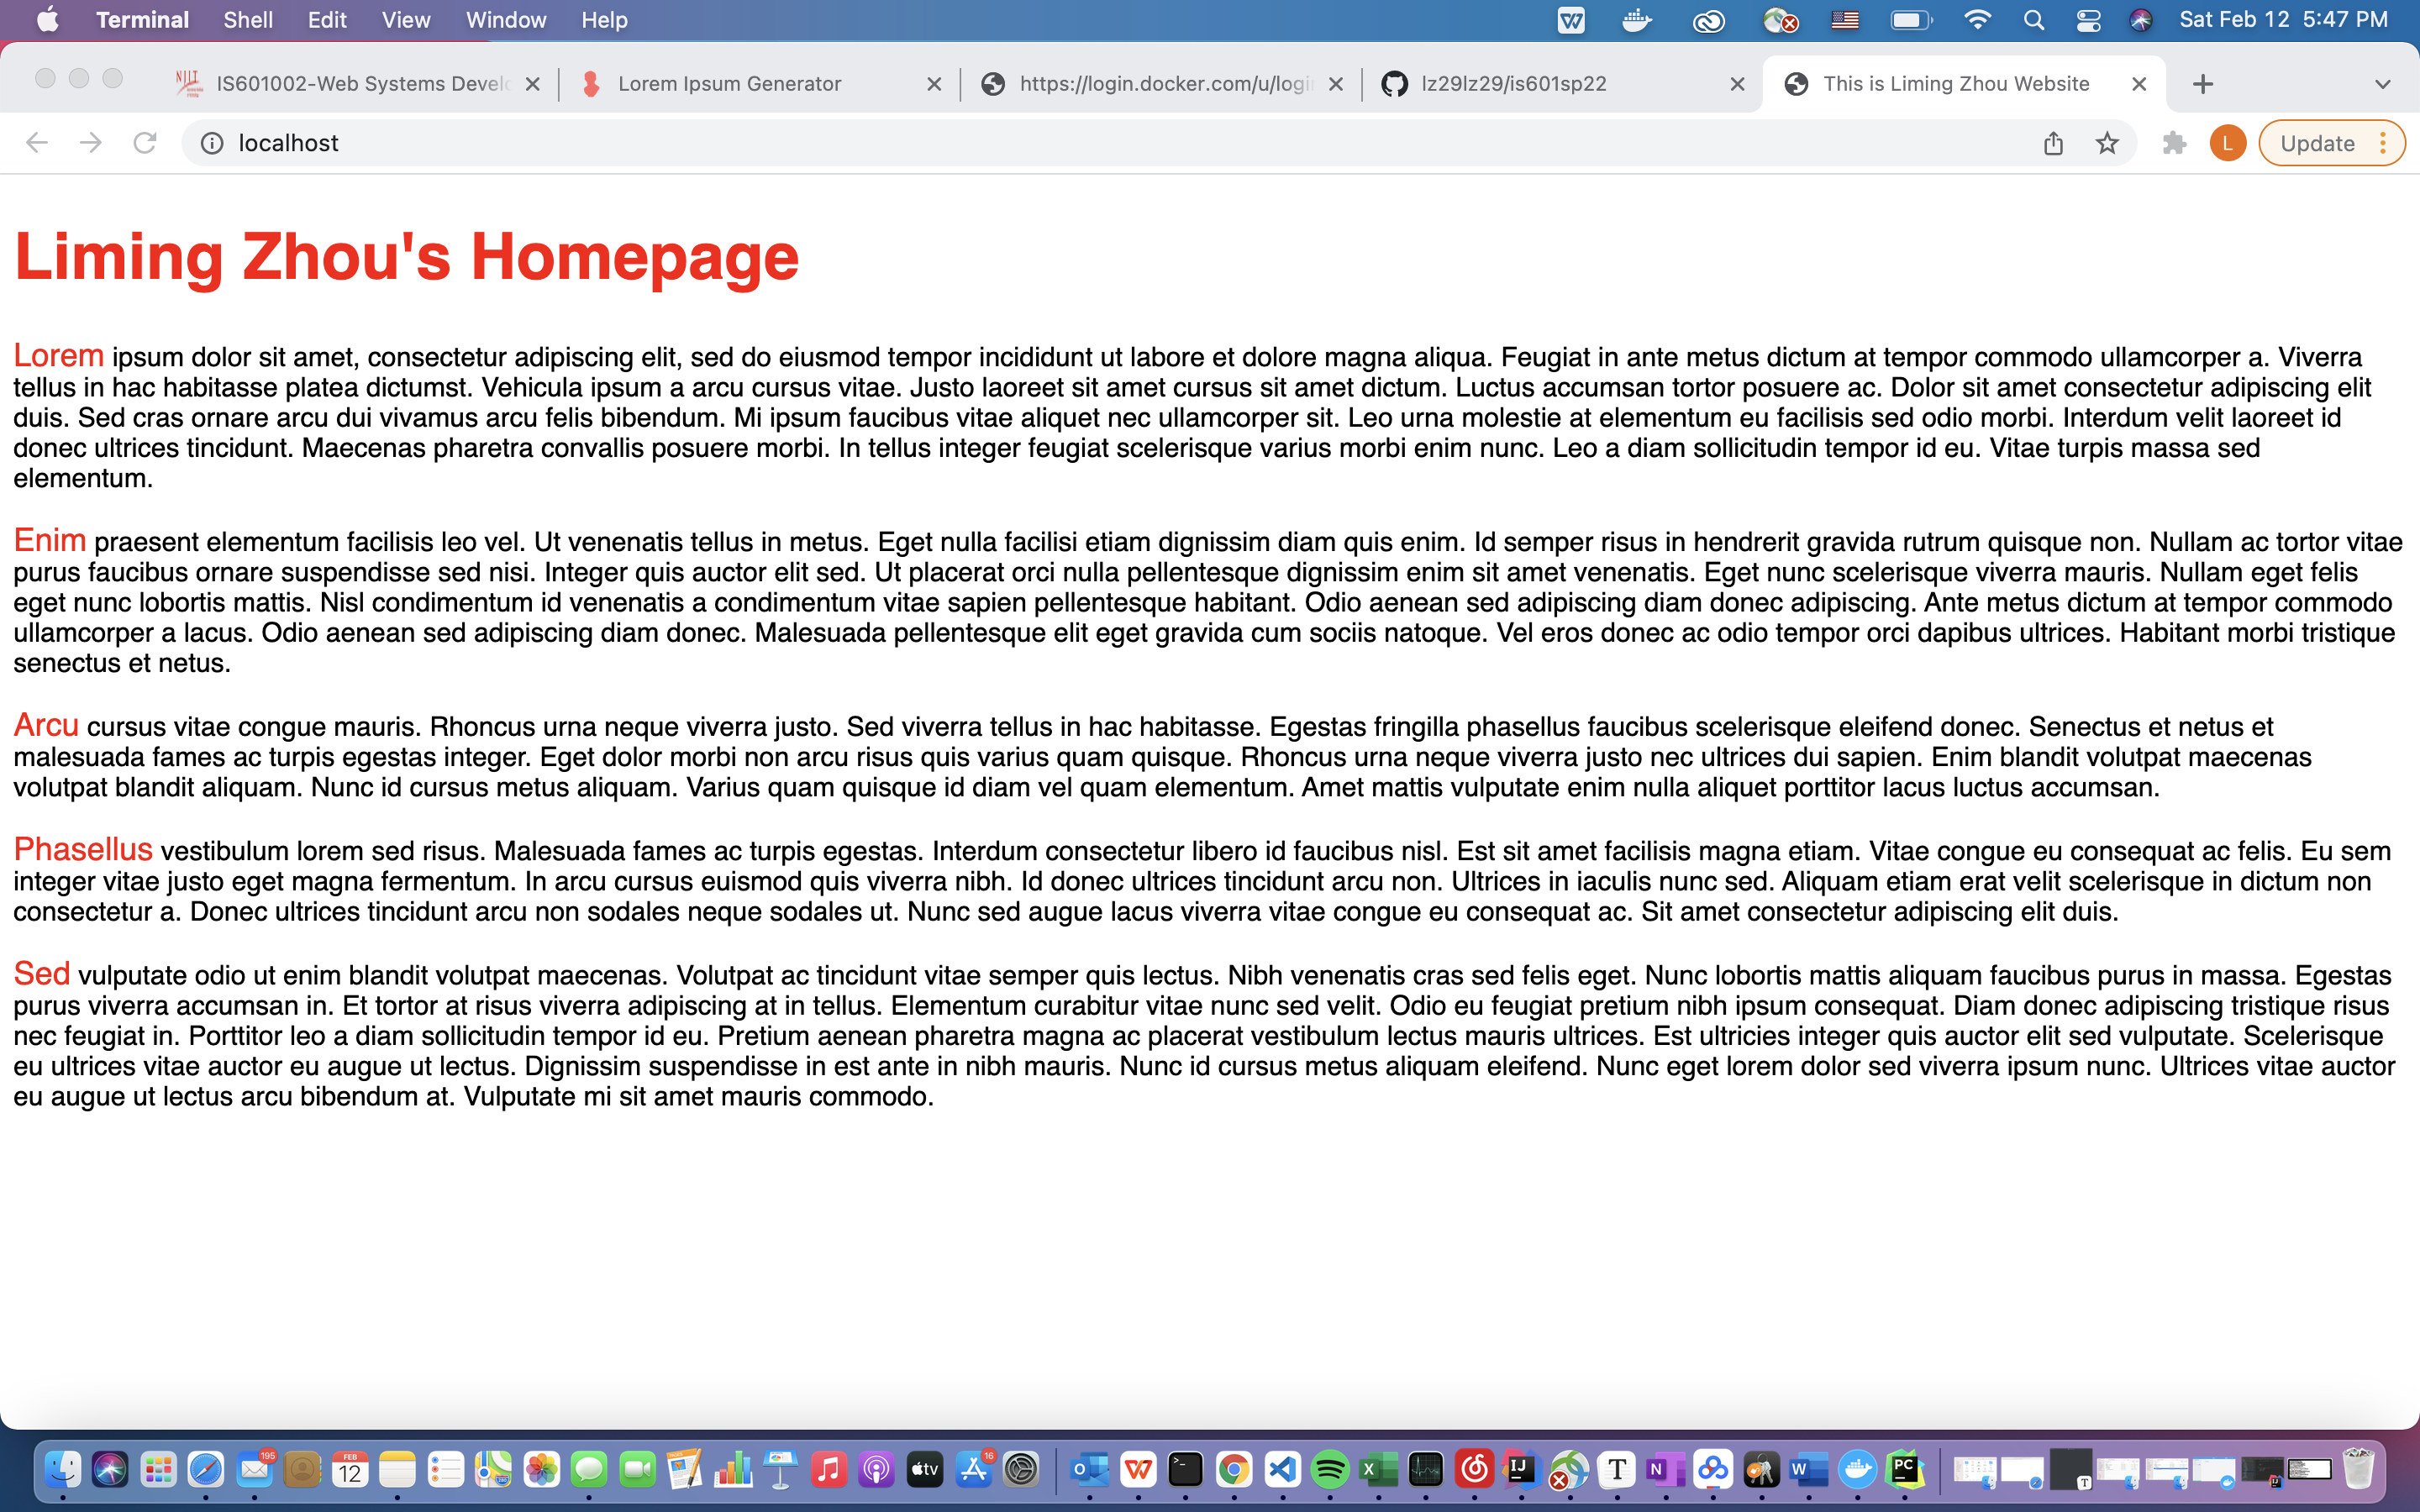 Terminal Shell Edit View Window Help Sat Feb 12 5:47 PM
NJIT IS601002-Web Systems Develo Lorem Ipsum Generator https://login.docker.com/u/logi lz29lz29/is601sp22 This is Liming Zhou Website
localhost L Update
Liming Zhou's Homepage
Lorem ipsum dolor sit amet, consectetur adipiscing elit, sed do eiusmod tempor incididunt ut labore et dolore magna aliqua. Feugiat in ante metus dictum at tempor commodo ullamcorper a. Viverra
tellus in hac habitasse platea dictumst. Vehicula ipsum a arcu cursus vitae. Justo laoreet sit amet cursus sit amet dictum. Luctus accumsan tortor posuere ac. Dolor sit amet consectetur adipiscing elit
duis. Sed cras ornare arcu dui vivamus arcu felis bibendum. Mi ipsum faucibus vitae aliquet nec ullamcorper sit. Leo urna molestie at elementum eu facilisis sed odio morbi. Interdum velit laoreet id
donec ultrices tincidunt. Maecenas pharetra convallis posuere morbi. In tellus integer feugiat scelerisque varius morbi enim nunc. Leo a diam sollicitudin tempor id eu. Vitae turpis massa sed
elementum.
Enim praesent elementum facilisis leo vel. Ut venenatis tellus in metus. Eget nulla facilisi etiam dignissim diam quis enim. Id semper risus in hendrerit gravida rutrum quisque non. Nullam ac tortor vitae
purus faucibus ornare suspendisse sed nisi. Integer quis auctor elit sed. Ut placerat orci nulla pellentesque dignissim enim sit amet venenatis. Eget nunc scelerisque viverra mauris. Nullam eget felis
eget nunc lobortis mattis. Nisl condimentum id venenatis a condimentum vitae sapien pellentesque habitant. Odio aenean sed adipiscing diam donec adipiscing. Ante metus dictum at tempor commodo
ullamcorper a lacus. Odio aenean sed adipiscing diam donec. Malesuada pellentesque elit eget gravida cum sociis natoque. Vel eros donec ac odio tempor orci dapibus ultrices. Habitant morbi tristique
senectus et netus.
Arcu cursus vitae congue mauris. Rhoncus urna neque viverra justo. Sed viverra tellus in hac habitasse. Egestas fringilla phasellus faucibus scelerisque eleifend donec. Senectus et netus et
malesuada fames ac turpis egestas integer. Eget dolor morbi non arcu risus quis varius quam quisque. Rhoncus urna neque viverra justo nec ultrices dui sapien. Enim blandit volutpat maecenas
volutpat blandit aliquam. Nunc id cursus metus aliquam. Varius quam quisque id diam vel quam elementum. Amet mattis vulputate enim nulla aliquet porttitor lacus luctus accumsan.
Phasellus vestibulum lorem sed risus. Malesuada fames ac turpis egestas. Interdum consectetur libero id faucibus nisl. Est sit amet facilisis magna etiam. Vitae congue eu consequat ac felis. Eu sem
integer vitae justo eget magna fermentum. In arcu cursus euismod quis viverra nibh. Id donec ultrices tincidunt arcu non. Ultrices in iaculis nunc sed. Aliquam etiam erat velit scelerisque in dictum non
consectetur a. Donec ultrices tincidunt arcu non sodales neque sodales ut. Nunc sed augue lacus viverra vitae congue eu consequat ac. Sit amet consectetur adipiscing elit duis.
Sed vulputate odio ut enim blandit volutpat maecenas. Volutpat ac tincidunt vitae semper quis lectus. Nibh venenatis cras sed felis eget. Nunc lobortis mattis aliquam faucibus purus in massa. Egestas
purus viverra accumsan in. Et tortor at risus viverra adipiscing at in tellus. Elementum curabitur vitae nunc sed velit. Odio eu feugiat pretium nibh ipsum consequat. Diam donec adipiscing tristique risus
nec feugiat in. Porttitor leo a diam sollicitudin tempor id eu. Pretium aenean pharetra magna ac placerat vestibulum lectus mauris ultrices. Est ultricies integer quis auctor elit sed vulputate. Scelerisque
eu ultrices vitae auctor eu augue ut lectus. Dignissim suspendisse in est ante in nibh mauris. Nunc id cursus metus aliquam eleifend. Nunc eget lorem dolor sed viverra ipsum nunc. Ultrices vitae auctor
eu augue ut lectus arcu bibendum at. Vulputate mi sit amet mauris commodo.
195 FEB 12 tv 16 O W X IJ T N W PC T